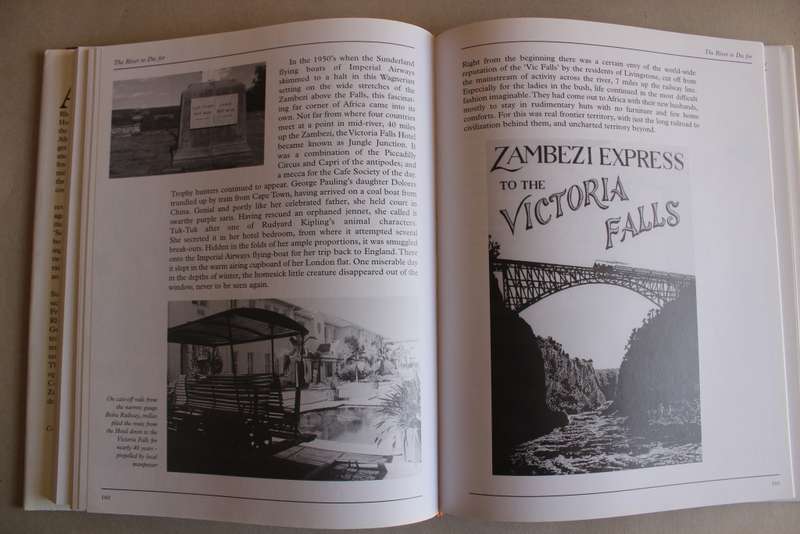 The River to Die for
In the 1950's when the Sunderland
flying boats of Imperial Airways
skimmed to a halt in this Wagnerian
setting on the wide stretches of the
Zambezi above the Falls, this fascinat-
ing far corner of Africa came into its
own. Not far from where four countries
meet at a point in mid-river, 40 miles
up the Zambezi, the Victoria Falls Hotel
became known as Jungle Junction. It
was a combination of the Piccadilly
Circus and Capri of the antipodes; and
a mecca for the Cafe Society of the day.
Trophy hunters continued to appear. George Pauling's daughter Dolores
trundled up by train from Cape Town, having arrived on a coal boat from
China. Genial and portly like her celebrated father, she held court in
swarthy purple saris. Having rescued an orphaned jennet, she called it
Tuk-Tuk after one of Rudyard Kipling's animal characters.
She secreted it in her hotel bedroom, from where it attempted several
break-outs. Hidden in the folds of her ample proportions, it was smuggled
onto the Imperial Airways flying-boat for her trip back to England. There
it slept in the warm airing cupboard of her London flat. One miserable day
in the depths of winter, the homesick little creature disappeared out of the
window, never to be seen again.
On cast-off rails from
the narrow gauge
Beira Railway, trollies
plied the route from
the Hotel down to the
Victoria Falls for
nearly 40 years -
propelled by local
manpower
160
The River to Die for
Right from the beginning there was a certain envy of the world-wide
reputation of the 'Vic Falls' by the residents of Livingstone, cut off from
the mainstream of activity across the river, 7 miles up the railway line.
Especially for the ladies in the bush, life continued in the most difficult
fashion imaginable. They had come out to Africa with their new husbands,
mostly to stay in rudimentary huts with no furniture and few home
comforts. For this was real frontier territory, with just the long railroad to
civilization behind them, and uncharted territory beyond.
ZAMBEZI EXPRESS
TO THE
VICTORIA
FALLS